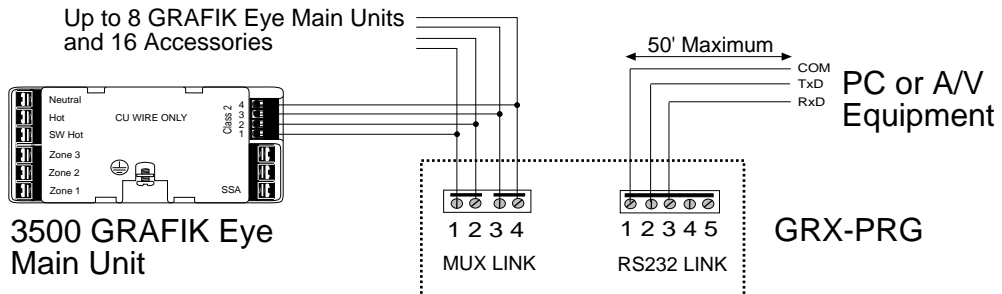 Up to 8 GRAFIK Eye Main Units
and 16 Accessories
50' Maximum
COM
TxD
RxD
PC or A/V
Equipment
Neutral
Hot
SW Hot
Zone 3
Zone 2
Zone 1
CU WIRE ONLY
Class 2
4
3
2
1
SSA
3500 GRAFIK Eye
Main Unit
1 2 3 4
MUX LINK
1 2 3 4 5
RS232 LINK
GRX-PRG